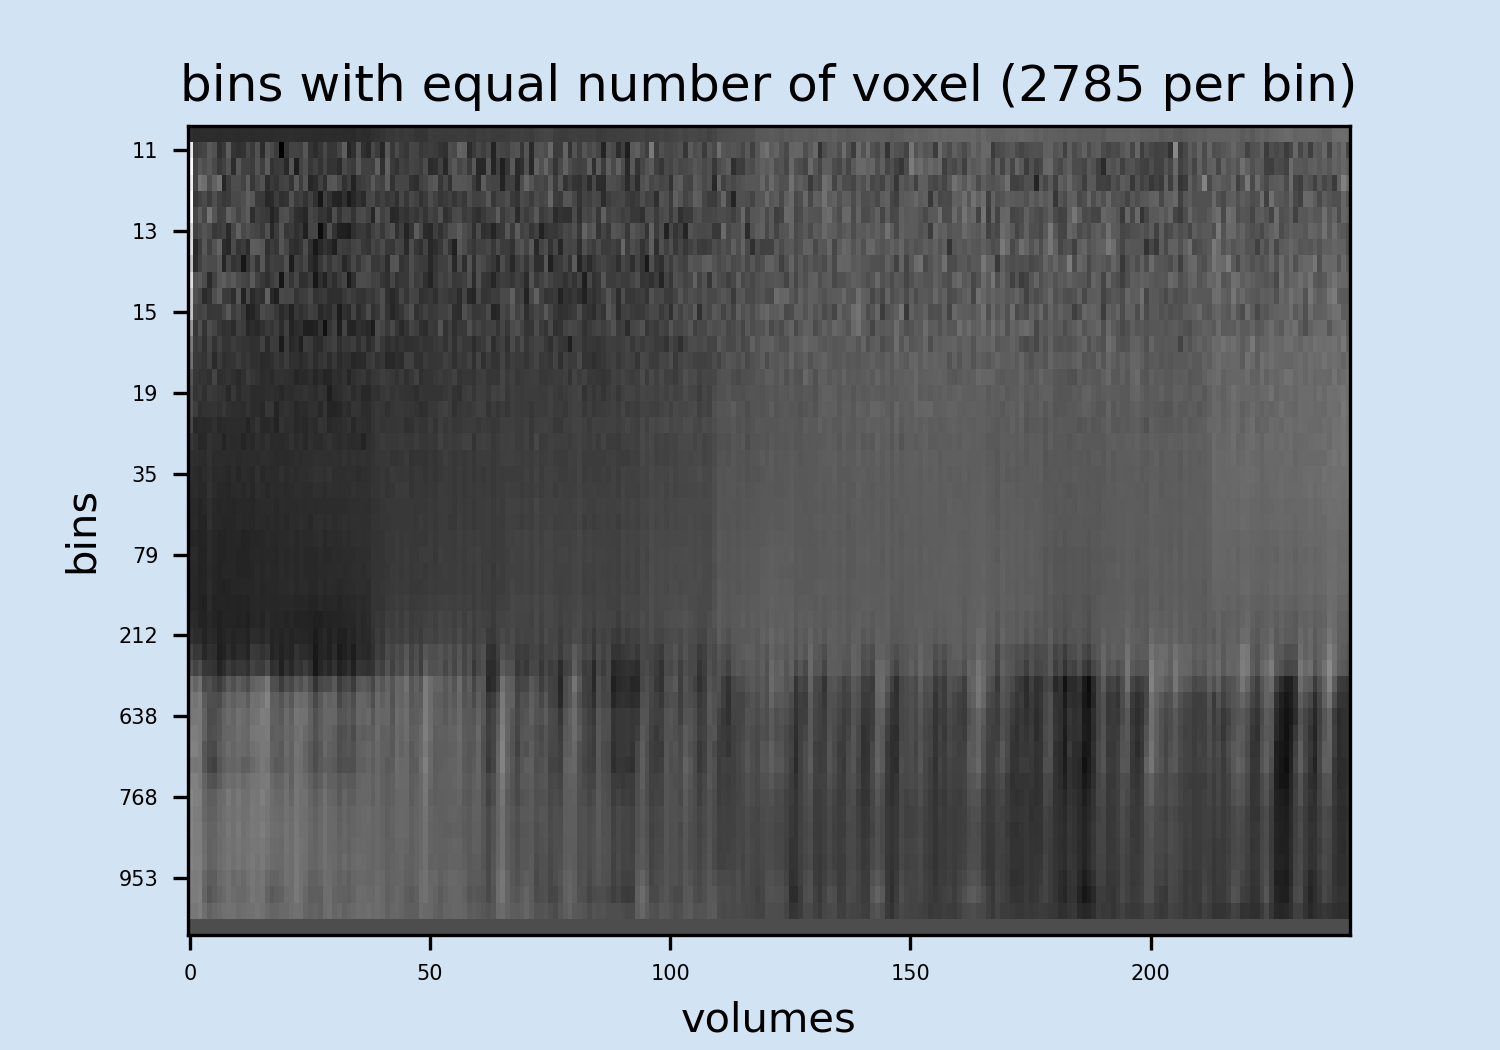 bins with equal number of voxel (2785 per bin)
11
13
15
19
35
79
212
638
768
953
bins
0 50 100 150 200
volumes